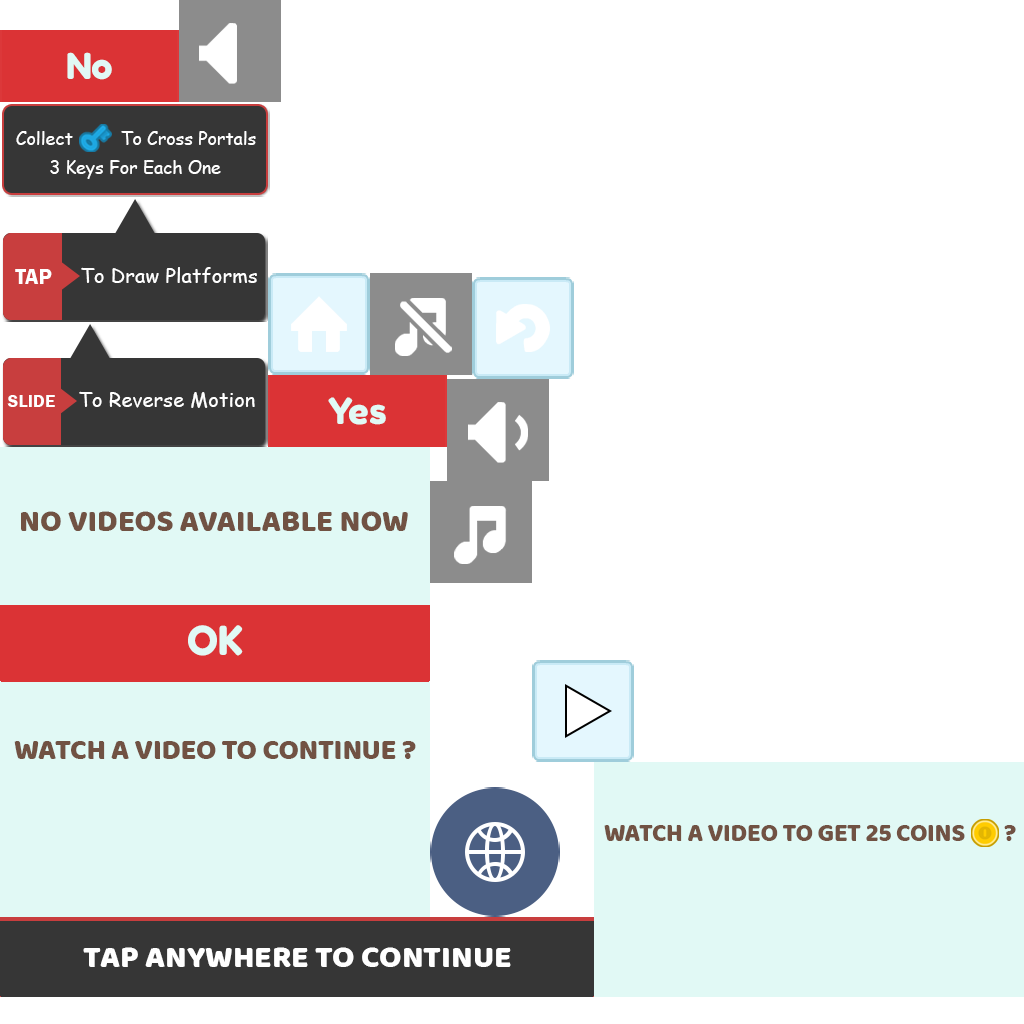 No
Collect To Cross Portals
3 Keys For Each One
TAP To Draw Platforms
SLIDE To Reverse Motion
Yes
NO VIDEOS AVAILABLE NOW
OK
WATCH A VIDEO TO CONTINUE ?
WATCH A VIDEO TO GET 25 COINS ?
TAP ANYWHERE TO CONTINUE